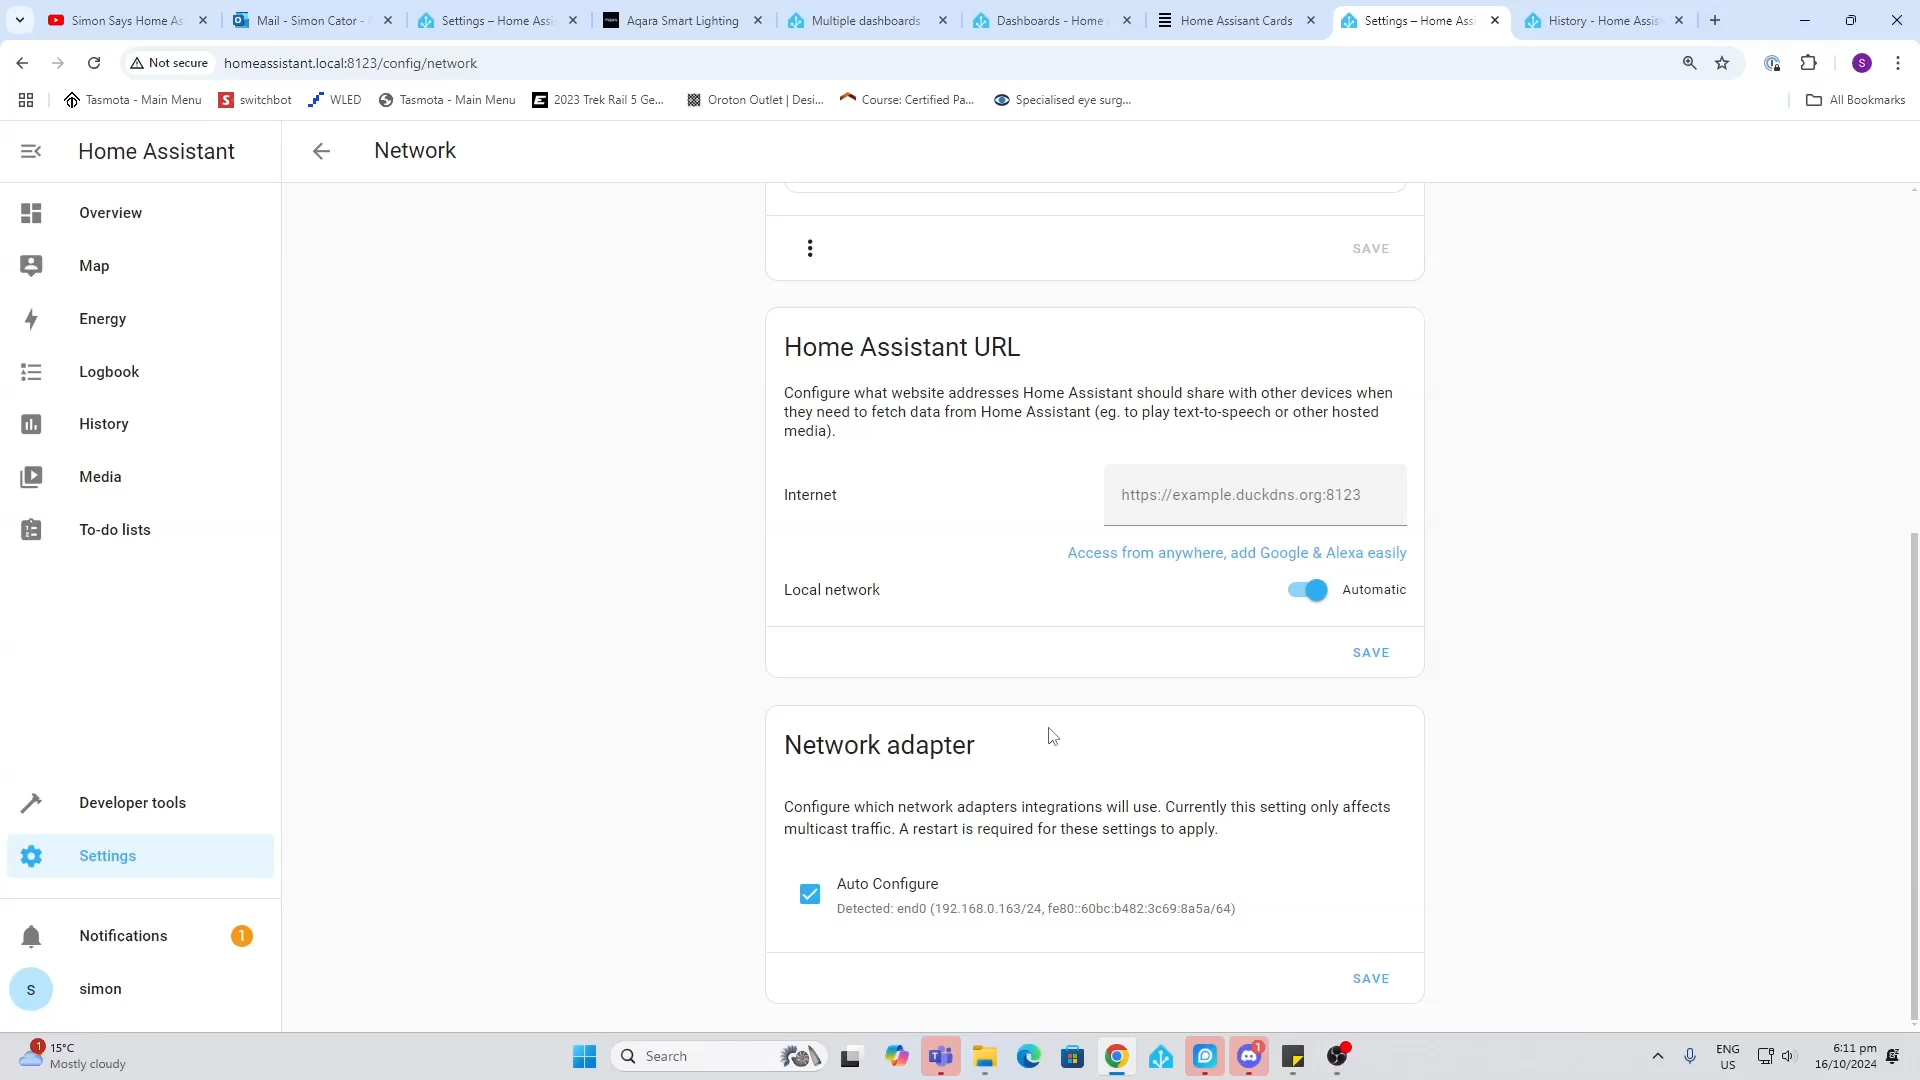 Simon Says Home As
Mail - Simon Cator -
Settings – Home Assi
Aqara Smart Lighting
Multiple dashboards
Dashboards - Home
Home Assisant Cards
Settings – Home Assi
History - Home Assis
Not secure
homeassistant.local:8123/config/network
S
Tasmota - Main Menu
switchbot
WLED
Tasmota - Main Menu
2023 Trek Rail 5 Ge...
Oroton Outlet | Desi...
Course: Certified Pa...
Specialised eye surg...
All Bookmarks
Home Assistant
Network
Overview
Map
Energy
Logbook
History
Media
To-do lists
Developer tools
Settings
Notifications
1
s
simon
SAVE
Home Assistant URL
Configure what website addresses Home Assistant should share with other devices when
they need to fetch data from Home Assistant (eg. to play text-to-speech or other hosted
media).
Internet
https://example.duckdns.org:8123
Access from anywhere, add Google & Alexa easily
Local network
Automatic
SAVE
Network adapter
Configure which network adapters integrations will use. Currently this setting only affects
multicast traffic. A restart is required for these settings to apply.
Auto Configure
Detected: end0 (192.168.0.163/24, fe80::60bc:b482:3c69:8a5a/64)
SAVE
1
15°C
Mostly cloudy
Search
1
ENG
US
6:11 pm
16/10/2024